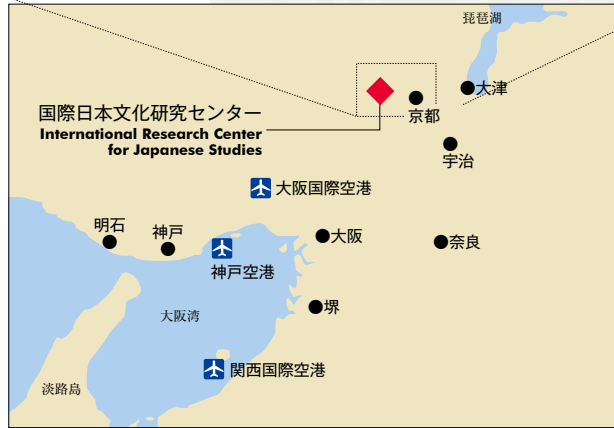 琵琶湖
大津
京都
国際日本文化研究センター
International Research Center
for Japanese Studies
宇治
大阪国際空港
明石
神戸
大阪
奈良
神戸空港
大阪湾
堺
関西国際空港
淡路島